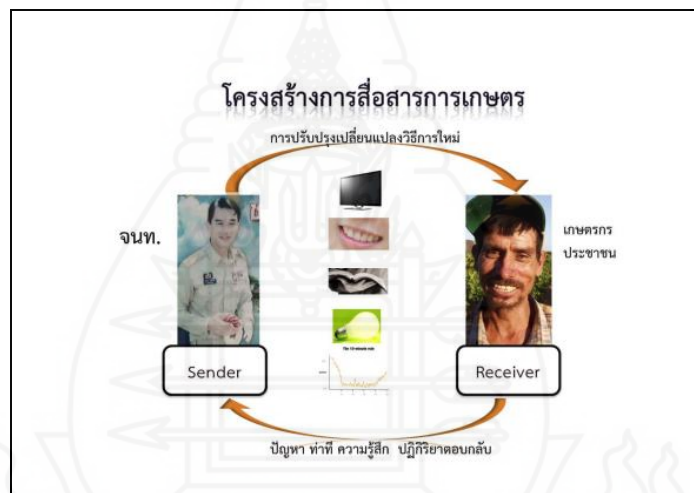 โครงสร้างการสื่อสารการเกษตร
การปรับปรุงเปลี่ยนแปลงวิธีการใหม่
จนท.
เกษตรกร
ประชาชน
The 10-minute rule
Sender
Receiver
ปัญหา ท่าที ความรู้สึก ปฏิกิริยาตอบกลับ